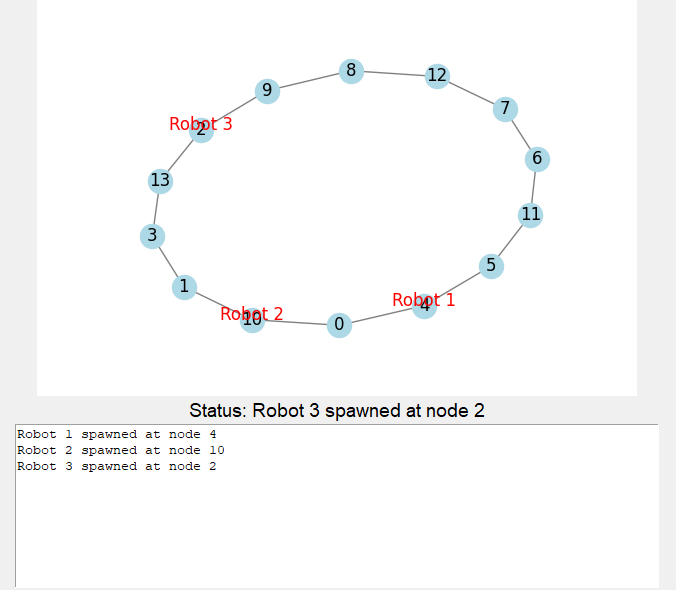 8
12
9
7
Robot 3
2
6
13
11
3
5
1
Robot 1
4
Robot 2
10
0
Status: Robot 3 spawned at node 2
Robot 1 spawned at node 4
Robot 2 spawned at node 10
Robot 3 spawned at node 2